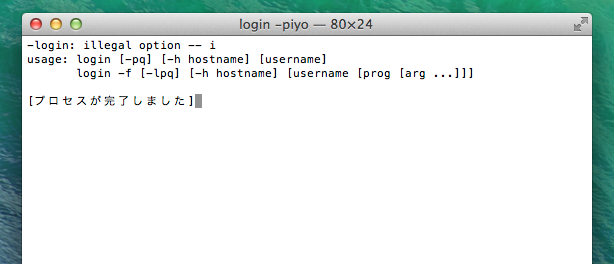 login -piyo — 80×24
-login: illegal option -- i
usage: login [-pq] [-h hostname] [username]
       login -f [-lpq] [-h hostname] [username [prog [arg ...]]]
[プロセスが完了しました]